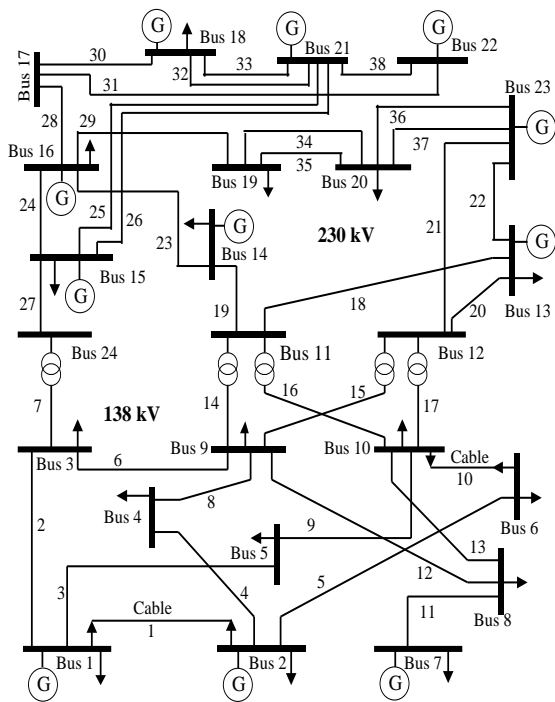 G
Bus 18
G
Bus 21
G
Bus 22
Bus 17
30
31
32
33
38
Bus 23
28
29
36
37
G
Bus 16
34
35
Bus 19
Bus 20
G
24
25
26
23
G
Bus 14
230 kV
21
22
G
Bus 13
Bus 15
G
27
19
18
20
Bus 24
Bus 11
Bus 12
7
14
16
15
17
138 kV
Bus 3
6
Bus 9
Bus 10
Cable
10
Bus 6
2
Bus 4
8
Bus 5
9
13
12
3
4
5
Bus 8
Cable
1
11
Bus 1
G
Bus 2
G
Bus 7
G